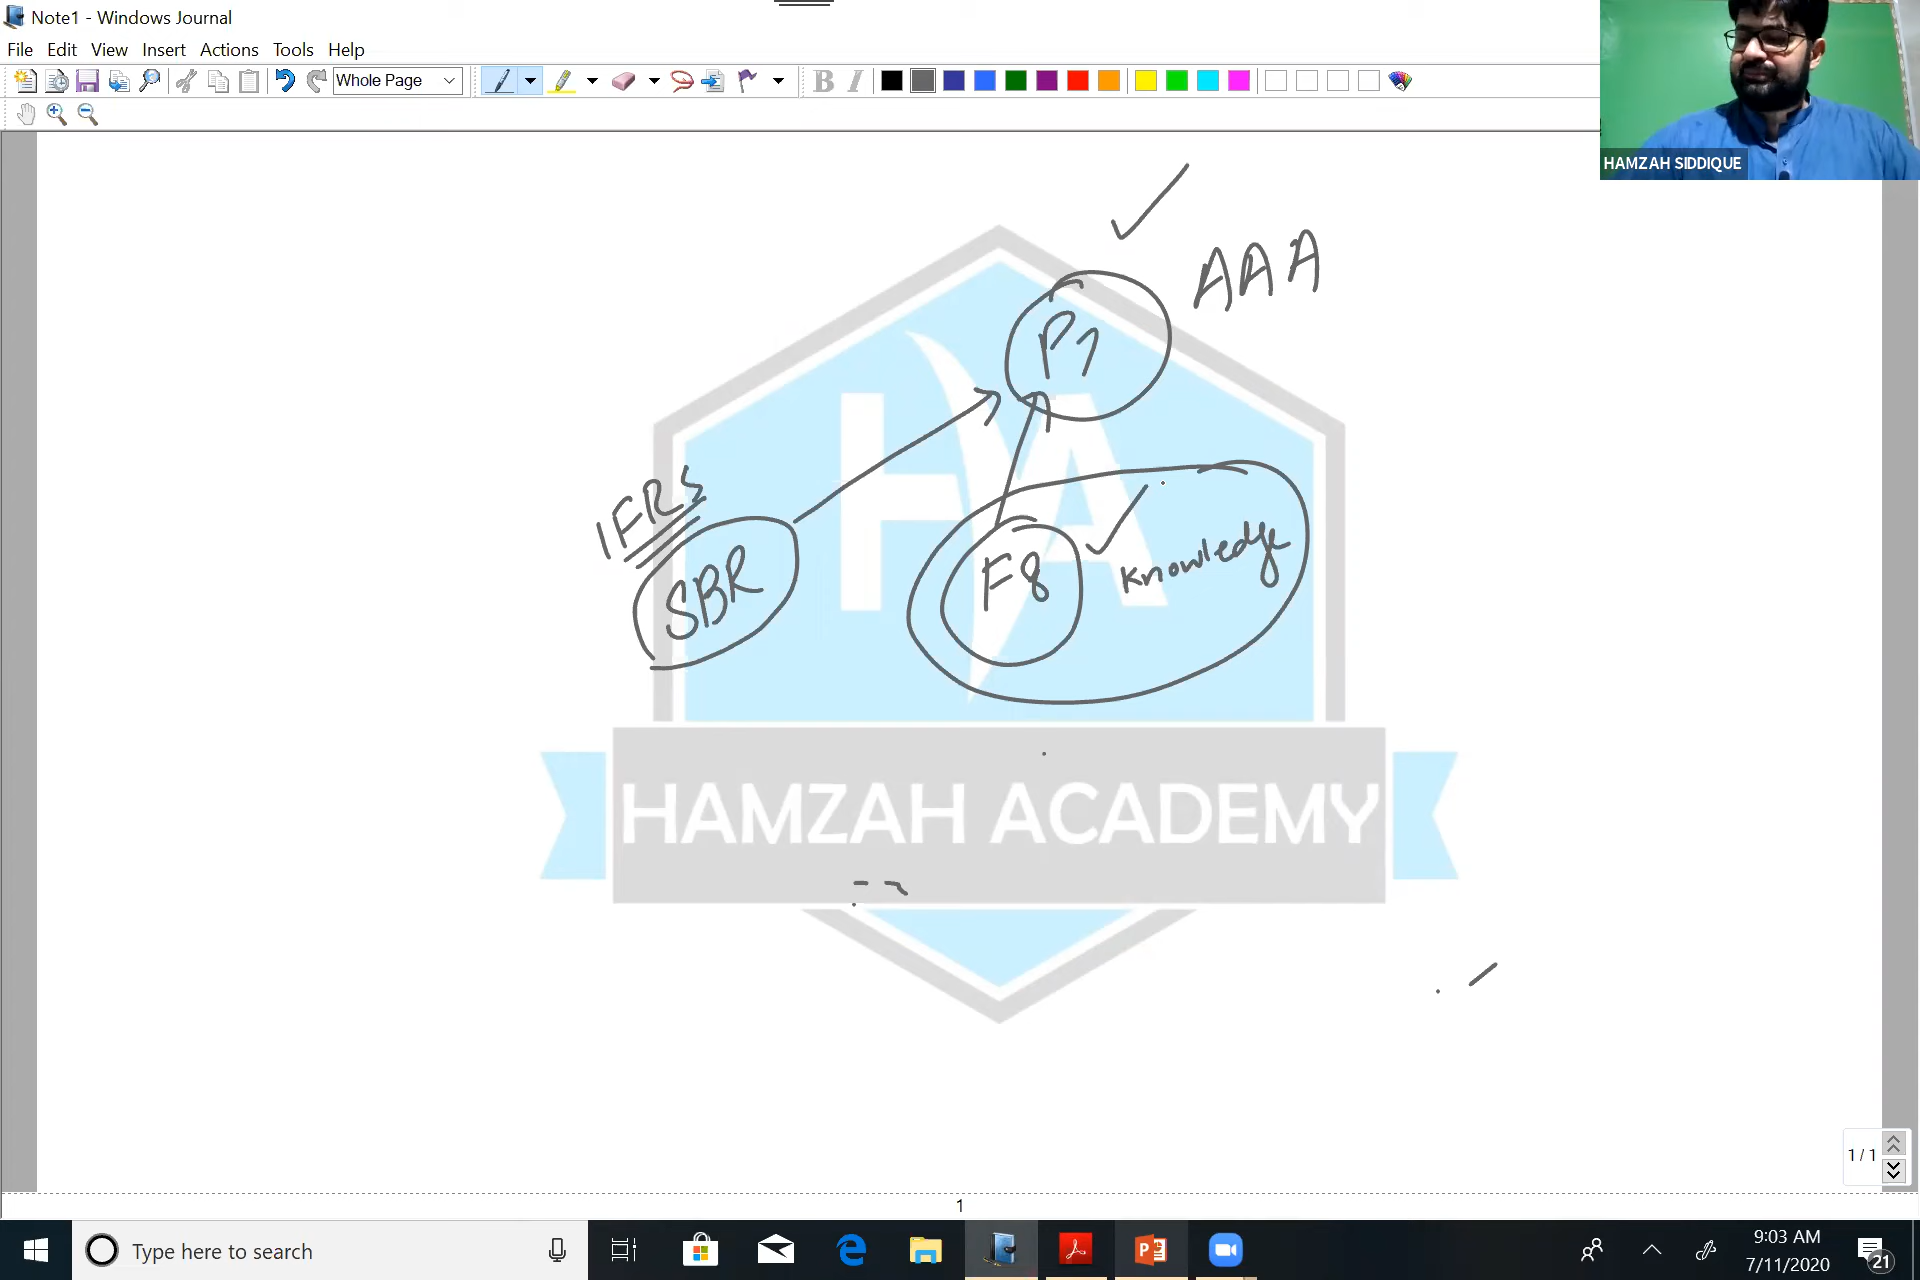 Note1 - Windows Journal
File Edit View Insert Actions Tools Help
Whole Page
B I
HAMZAH SIDDIQUE
AAA
P7
IFRS
SBR
F8
Knowledge
HA
HAMZAH ACADEMY
1 / 1
1
Type here to search
9:03 AM
7/11/2020
21